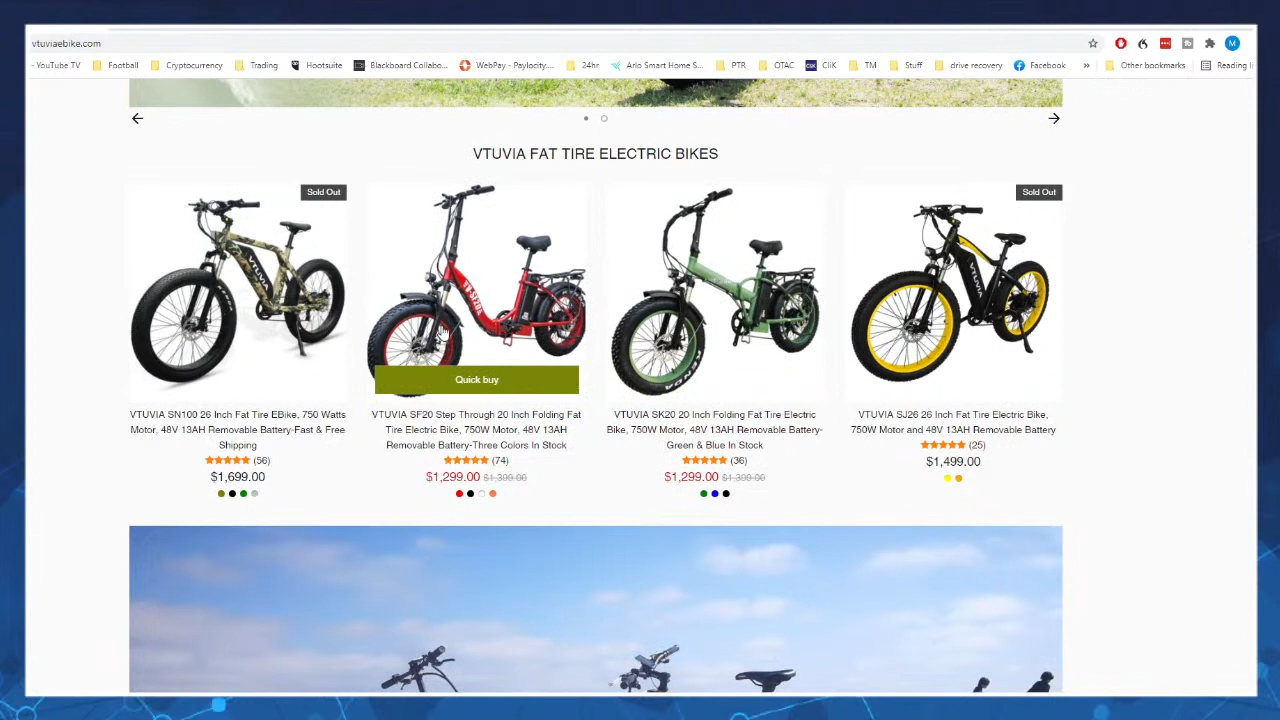 vtuviaebike.com
- YouTube TV
Football
Cryptocurrency
Trading
Hootsuite
Blackboard Collabo...
WebPay - Paylocity....
24hr
Arlo Smart Home S...
PTR
OTAC
CliK
TM
Stuff
drive recovery
Facebook
»
Other bookmarks
Reading li
M
VTUVIA FAT TIRE ELECTRIC BIKES
Sold Out
Sold Out
Quick buy
VTUVIA SN100 26 Inch Fat Tire EBike, 750 Watts
Motor, 48V 13AH Removable Battery-Fast & Free
Shipping
(56)
$1,699.00
VTUVIA SF20 Step Through 20 Inch Folding Fat
Tire Electric Bike, 750W Motor, 48V 13AH
Removable Battery-Three Colors In Stock
(74)
$1,299.00 $1,399.00
VTUVIA SK20 20 Inch Folding Fat Tire Electric
Bike, 750W Motor, 48V 13AH Removable Battery-
Green & Blue In Stock
(36)
$1,299.00 $1,399.00
VTUVIA SJ26 26 Inch Fat Tire Electric Bike,
750W Motor and 48V 13AH Removable Battery
(25)
$1,499.00